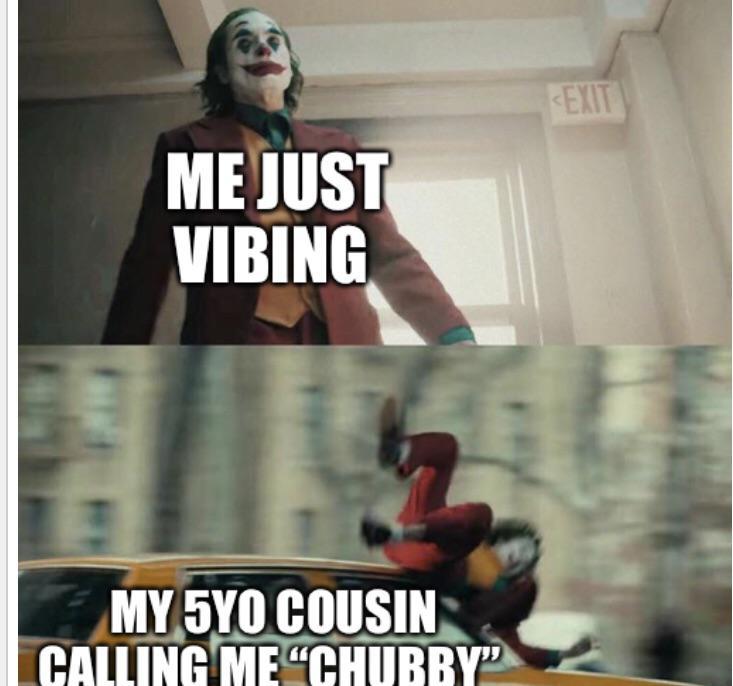 <EXIT
ME JUST
VIBING
MY 5YO COUSIN
CALLING ME “CHUBBY”